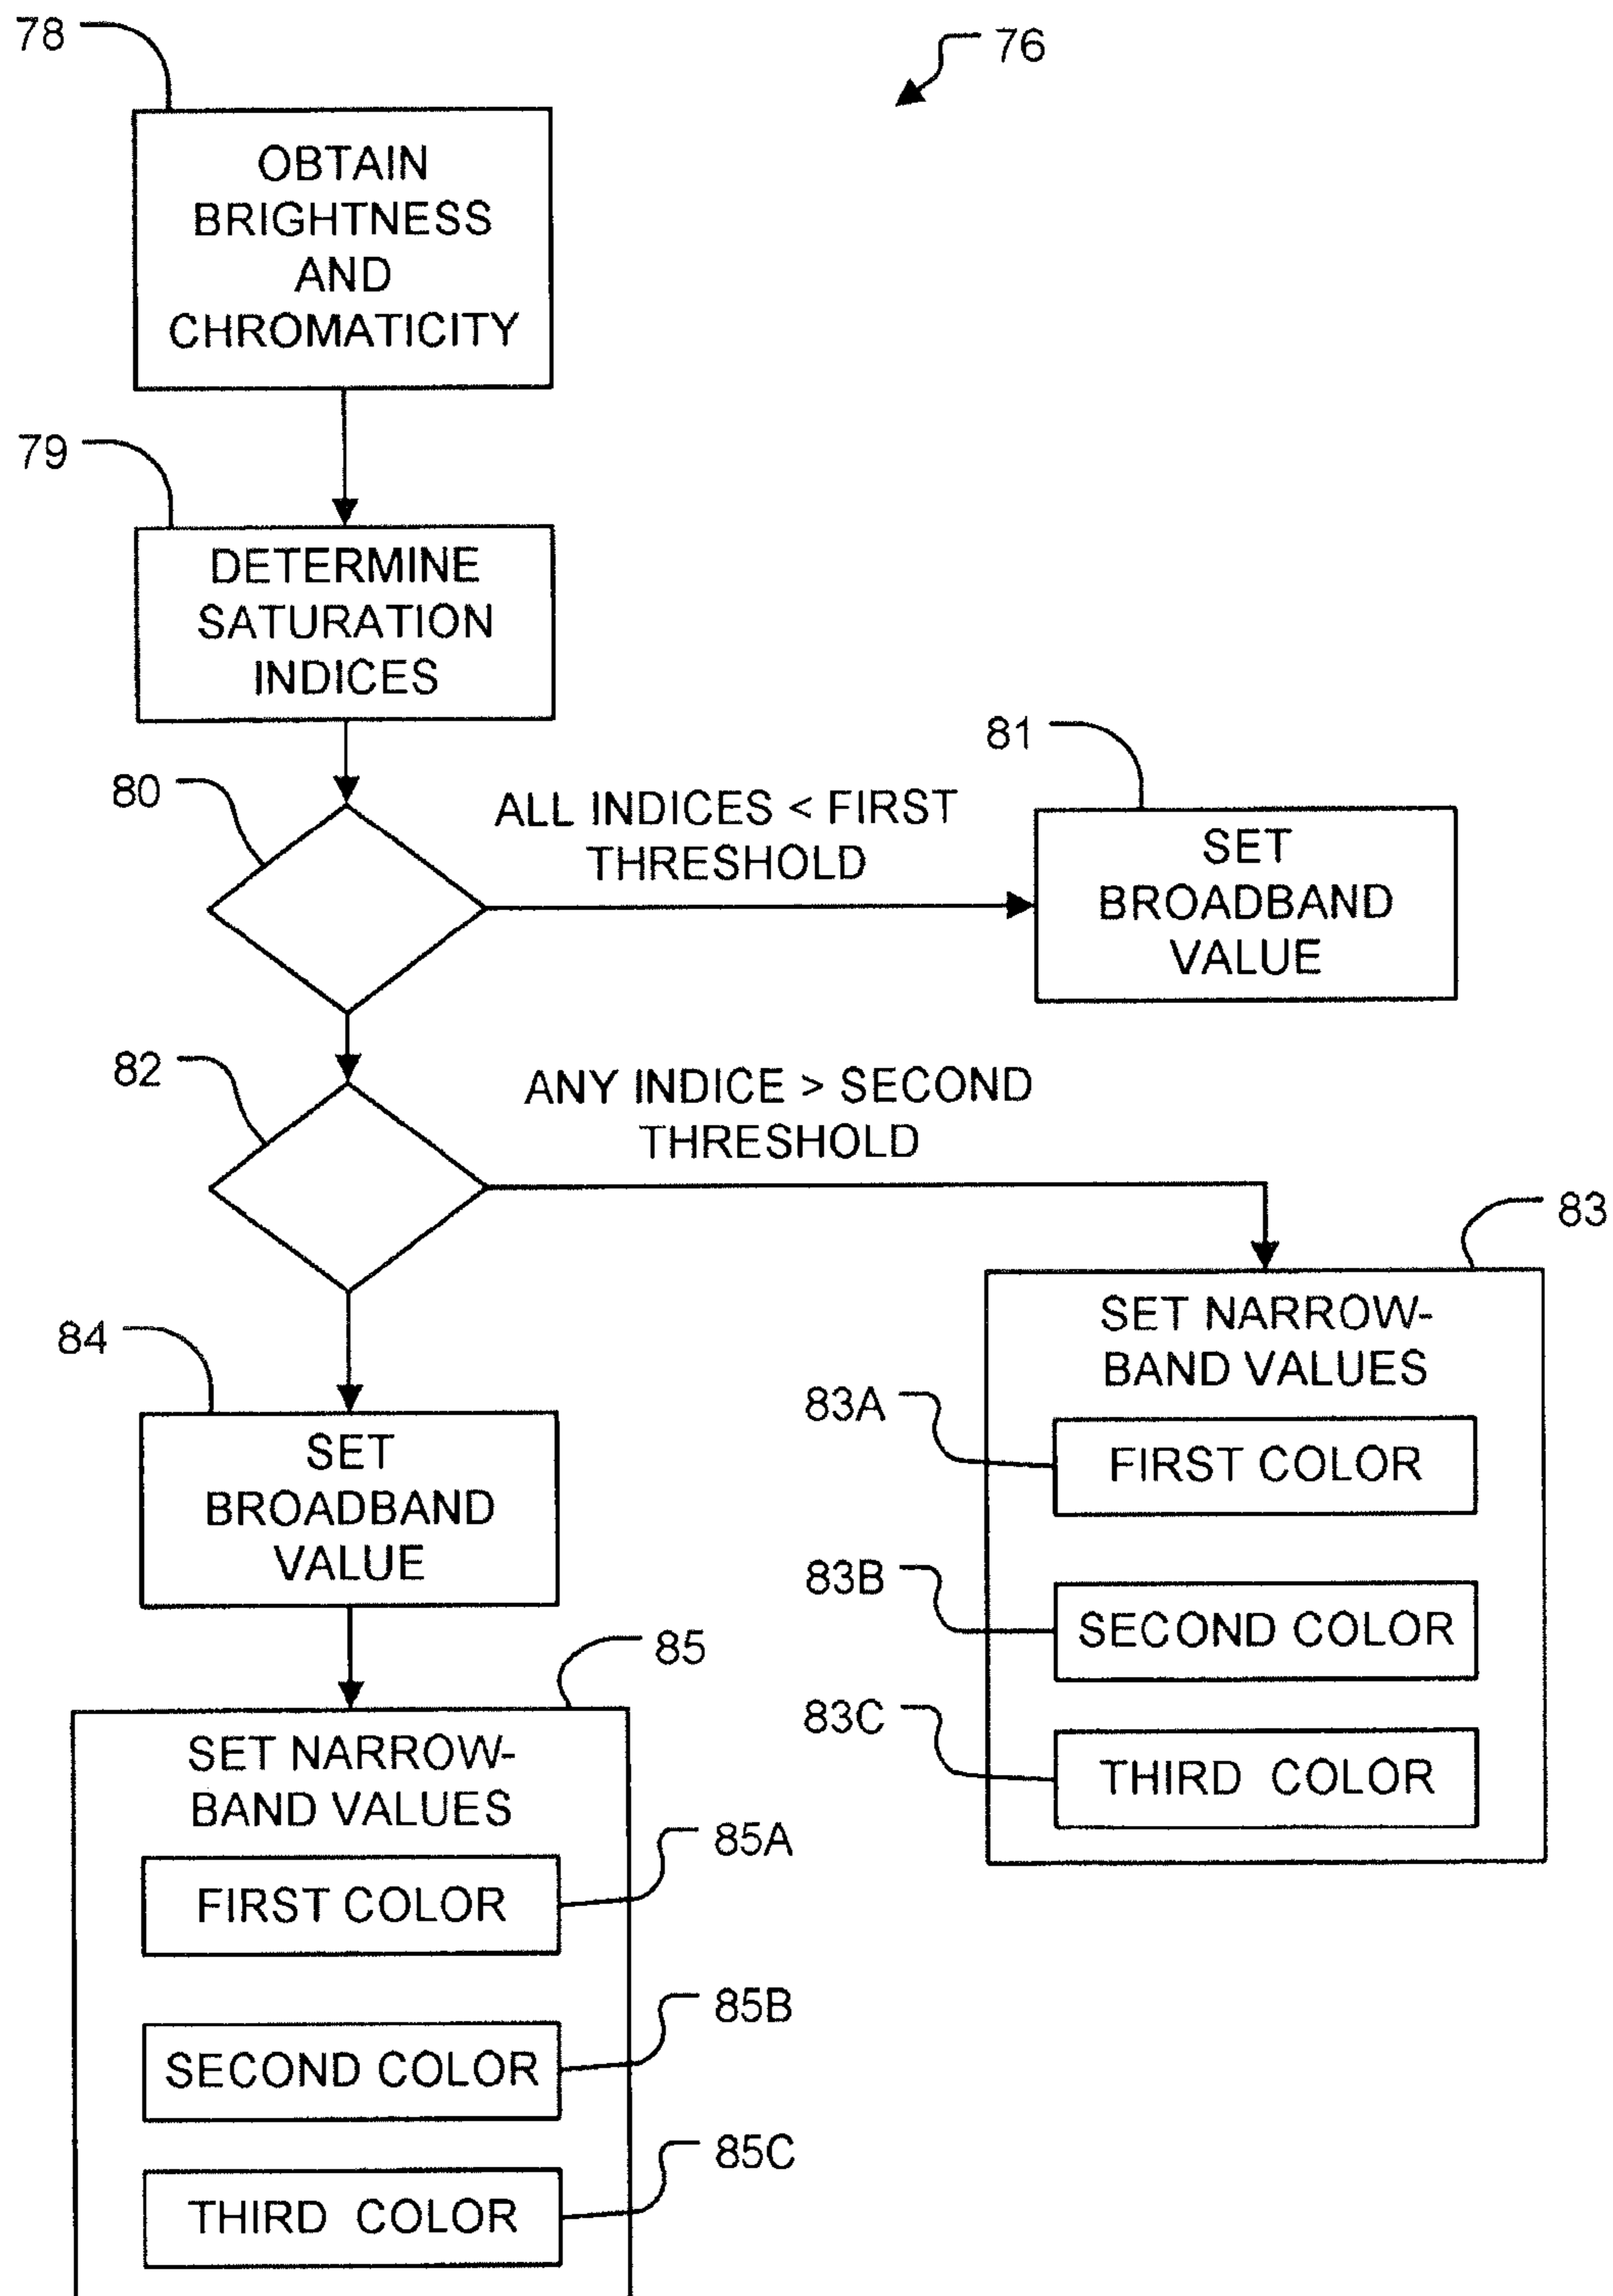 78
76
OBTAIN
BRIGHTNESS
AND
CHROMATICITY
79
DETERMINE
SATURATION
INDICES
80
ALL INDICES < FIRST
THRESHOLD
81
SET
BROADBAND
VALUE
82
ANY INDICE > SECOND
THRESHOLD
83
SET NARROW-
BAND VALUES
83A
FIRST COLOR
83B
SECOND COLOR
83C
THIRD COLOR
84
SET
BROADBAND
VALUE
85
SET NARROW-
BAND VALUES
85A
FIRST COLOR
85B
SECOND COLOR
85C
THIRD COLOR